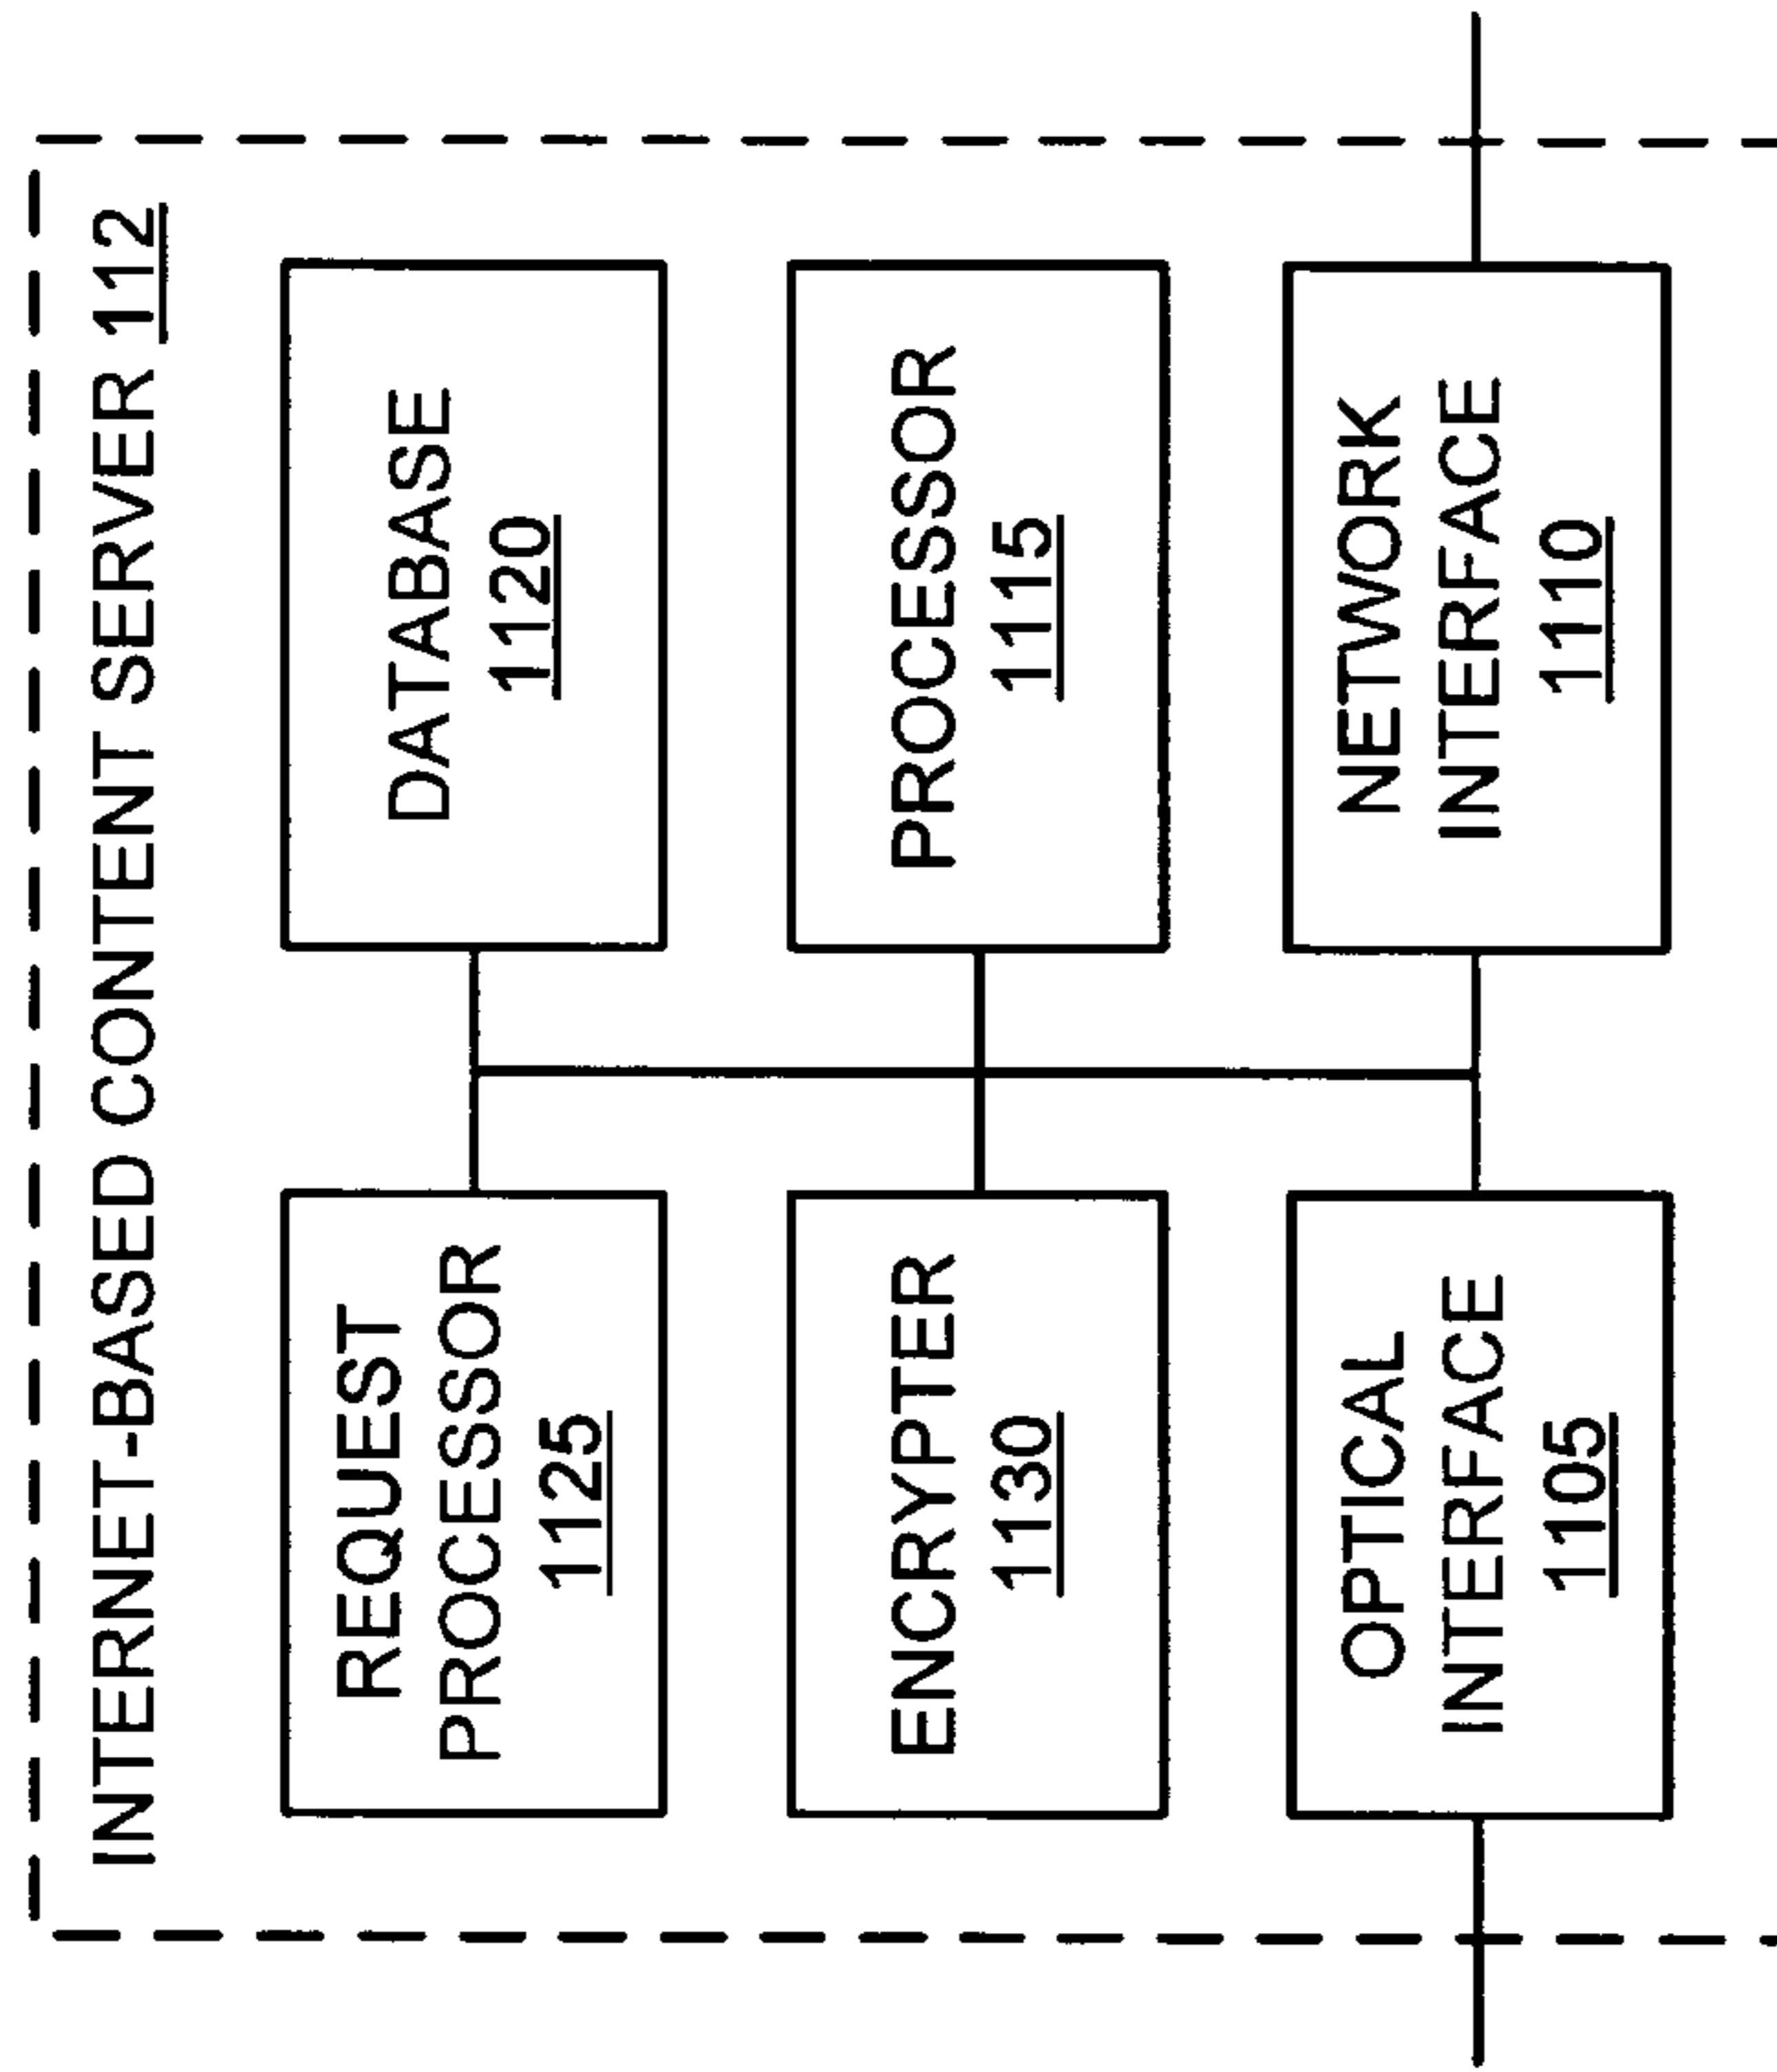 INTERNET-BASED CONTENT SERVER 112
REQUEST
PROCESSOR
1125
DATABASE
1120
ENCRYPTER
1130
PROCESSOR
1115
OPTICAL
INTERFACE
1105
NETWORK
INTERFACE
1110